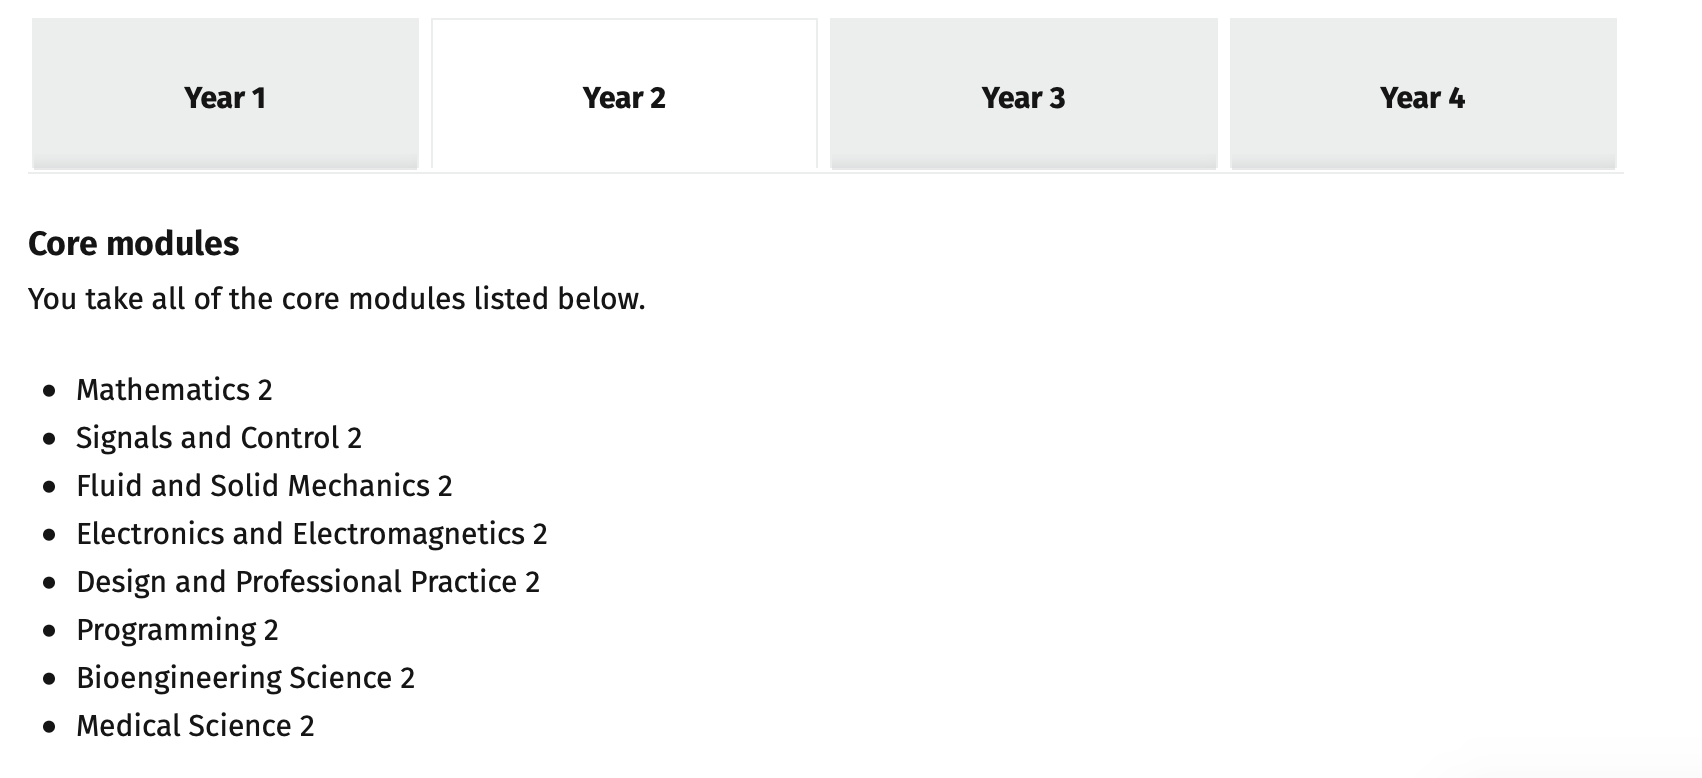 Year 1
Year 2
Year 3
Year 4
Core modules
You take all of the core modules listed below.
Mathematics 2
Signals and Control 2
Fluid and Solid Mechanics 2
Electronics and Electromagnetics 2
Design and Professional Practice 2
Programming 2
Bioengineering Science 2
Medical Science 2